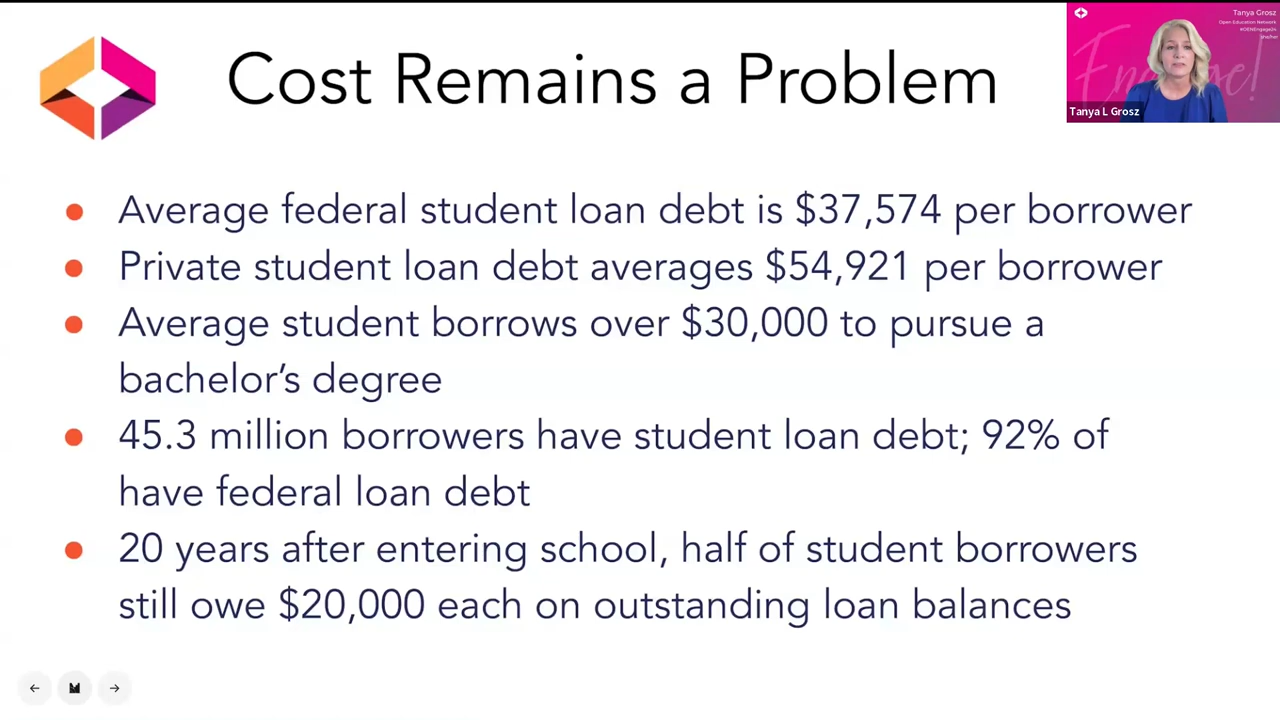 Cost Remains a Problem
Tanya Grosz
Open Education Network
Tanya L Grosz
Engage!
Average federal student loan debt is $37,574 per borrower
Private student loan debt averages $54,921 per borrower
Average student borrows over $30,000 to pursue a
bachelor’s degree
45.3 million borrowers have student loan debt; 92% of
have federal loan debt
20 years after entering school, half of student borrowers
still owe $20,000 each on outstanding loan balances